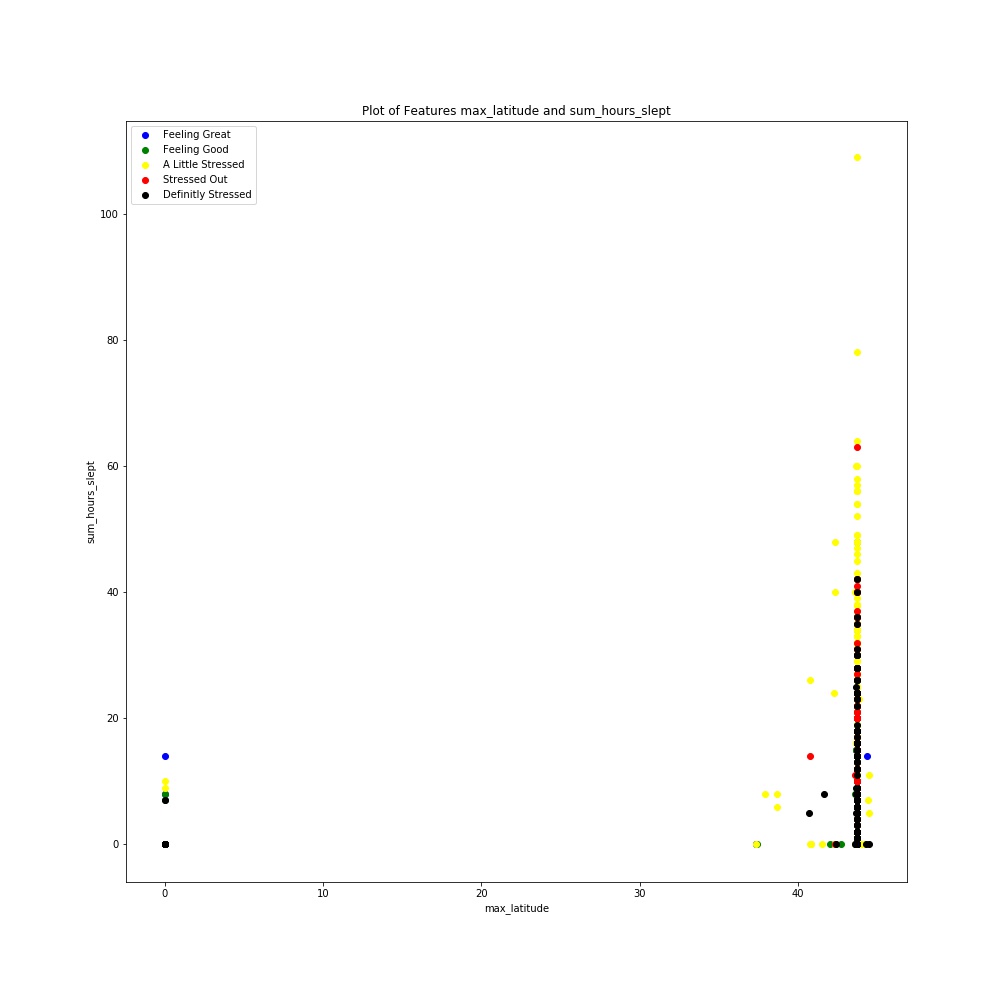 Plot of Features max_latitude and sum_hours_slept
Feeling Great
Feeling Good
A Little Stressed
Stressed Out
Definitly Stressed
100
80
60
40
20
0
sum_hours_slept
0 10 20 30 40
max_latitude